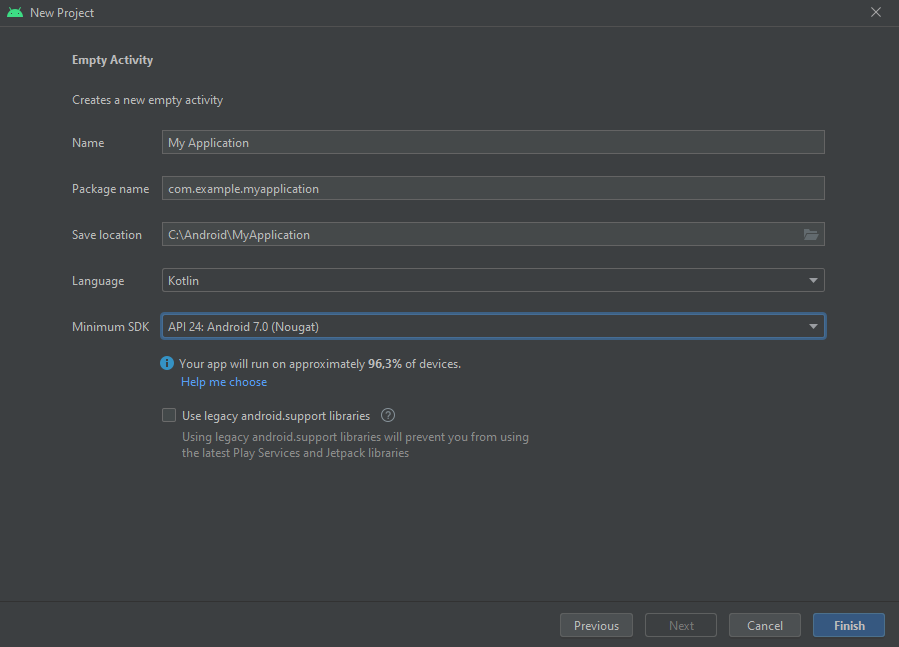 New Project
Empty Activity
Creates a new empty activity
Name
My Application
Package name
com.example.myapplication
Save location
C:\Android\MyApplication
Language
Kotlin
Minimum SDK
API 24: Android 7.0 (Nougat)
Your app will run on approximately 96,3% of devices.
Help me choose
Use legacy android.support libraries
Using legacy android.support libraries will prevent you from using
the latest Play Services and Jetpack libraries
Previous
Next
Cancel
Finish